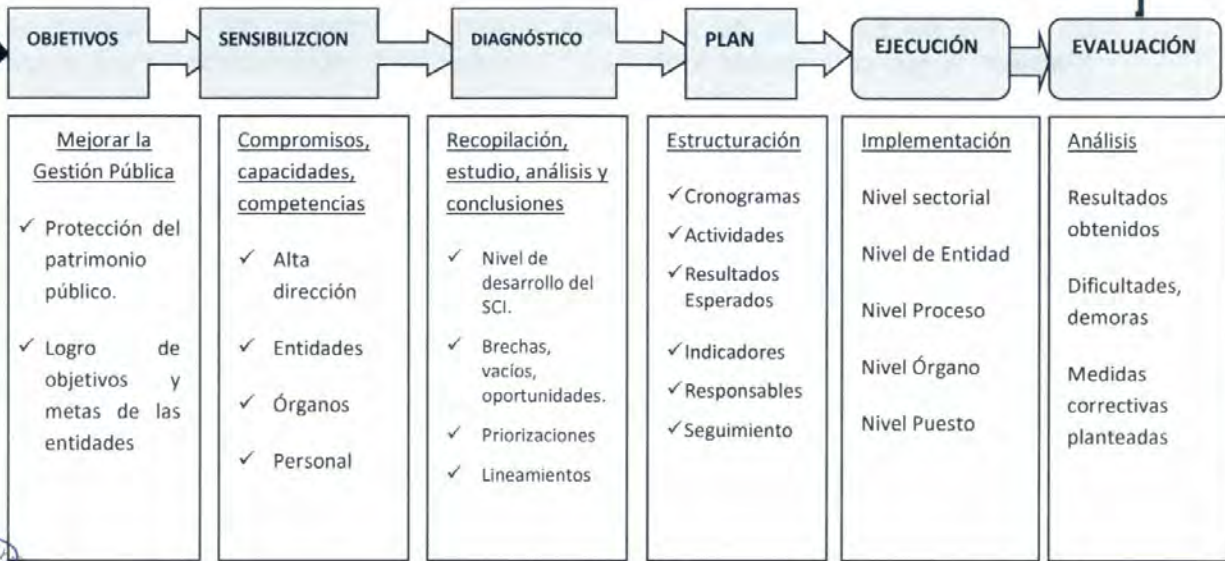 OBJETIVOS
SENSIBILIZCION
DIAGNÓSTICO
PLAN
EJECUCIÓN
EVALUACIÓN
Mejorar la
Gestión Pública
✓ Protección del
patrimonio
público.
✓ Logro de
objetivos y
metas de las
entidades
Compromisos,
capacidades,
competencias
✓ Alta
dirección
✓ Entidades
✓ Órganos
✓ Personal
Recopilación,
estudio, análisis y
conclusiones
✓ Nivel de
desarrollo del
SCI.
✓ Brechas,
vacíos,
oportunidades.
✓ Priorizaciones
✓ Lineamientos
Estructuración
✓ Cronogramas
✓ Actividades
✓ Resultados
Esperados
✓ Indicadores
✓ Responsables
✓ Seguimiento
Implementación
Nivel sectorial
Nivel de Entidad
Nivel Proceso
Nivel Órgano
Nivel Puesto
Análisis
Resultados
obtenidos
Dificultades,
demoras
Medidas
correctivas
planteadas